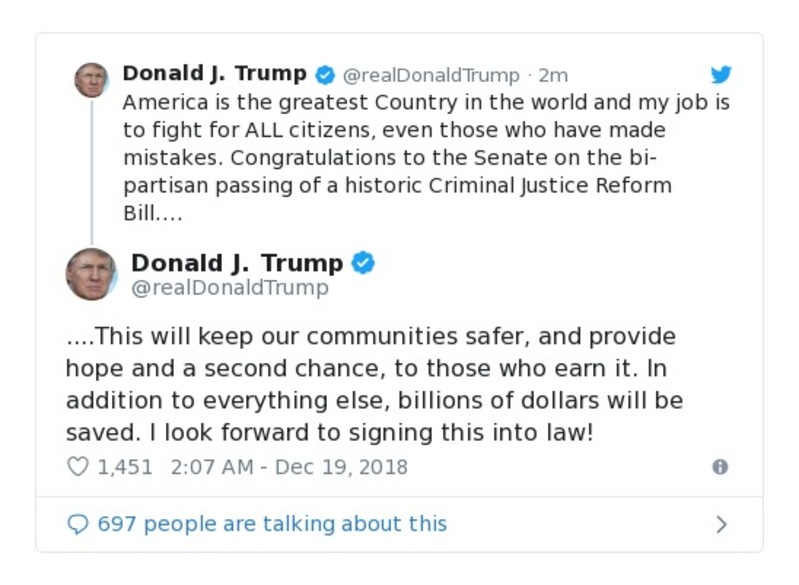 Donald J. Trump @realDonaldTrump · 2m
America is the greatest Country in the world and my job is
to fight for ALL citizens, even those who have made
mistakes. Congratulations to the Senate on the bi-
partisan passing of a historic Criminal Justice Reform
Bill....
Donald J. Trump
@realDonaldTrump
....This will keep our communities safer, and provide
hope and a second chance, to those who earn it. In
addition to everything else, billions of dollars will be
saved. I look forward to signing this into law!
1,451 2:07 AM - Dec 19, 2018
697 people are talking about this